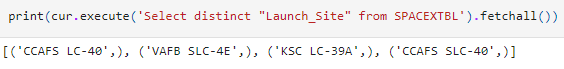 print(cur.execute('Select distinct "Launch_Site" from SPACEXTBL').fetchall())
[('CCAFS LC-40',), ('VAFB SLC-4E',), ('KSC LC-39A',), ('CCAFS SLC-40',)]